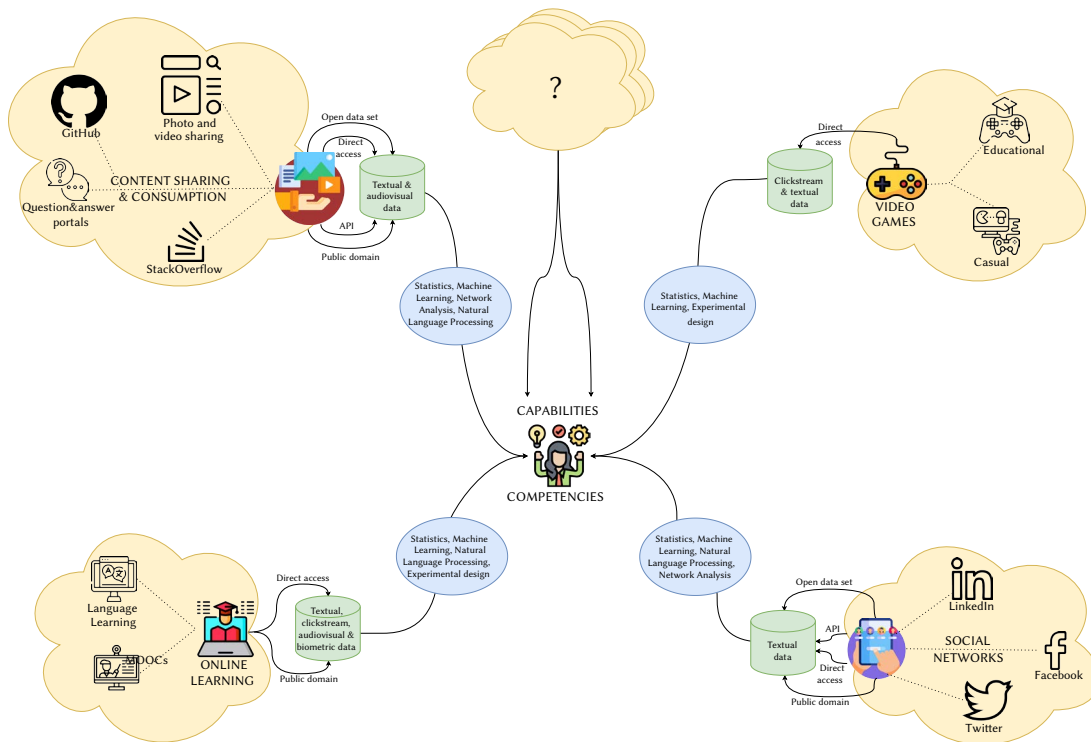 GitHub
Photo and
video sharing
Question&answer
portals
CONTENT SHARING
& CONSUMPTION
StackOverflow
Open data set
Direct
access
API
Public domain
Textual &
audiovisual
data
Statistics, Machine
Learning, Network
Analysis, Natural
Language Processing
?
Direct
access
Clickstream
& textual
data
VIDEO
GAMES
Educational
Casual
Statistics, Machine
Learning, Experimental
design
CAPABILITIES
COMPETENCIES
Language
Learning
MOOCs
ONLINE
LEARNING
Direct access
Public domain
Textual,
clickstream,
audiovisual &
biometric data
Statistics, Machine
Learning, Natural
Language Processing,
Experimental design
Statistics, Machine
Learning, Natural
Language Processing,
Network Analysis
Textual
data
Open data set
API
Direct
access
Public domain
SOCIAL
NETWORKS
in
LinkedIn
Facebook
Twitter